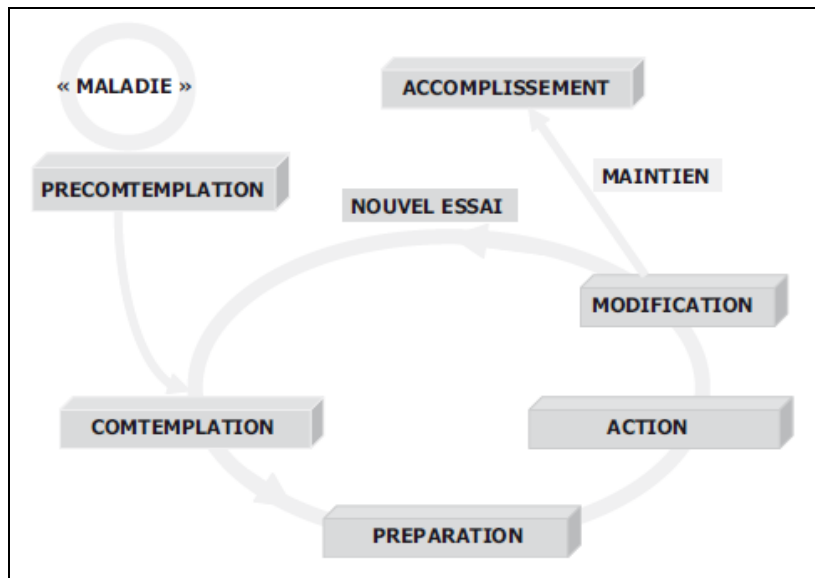 « MALADIE »
ACCOMPLISSEMENT
PRECOMTEMPLATION
MAINTIEN
NOUVEL ESSAI
MODIFICATION
COMTEMPLATION
ACTION
PREPARATION